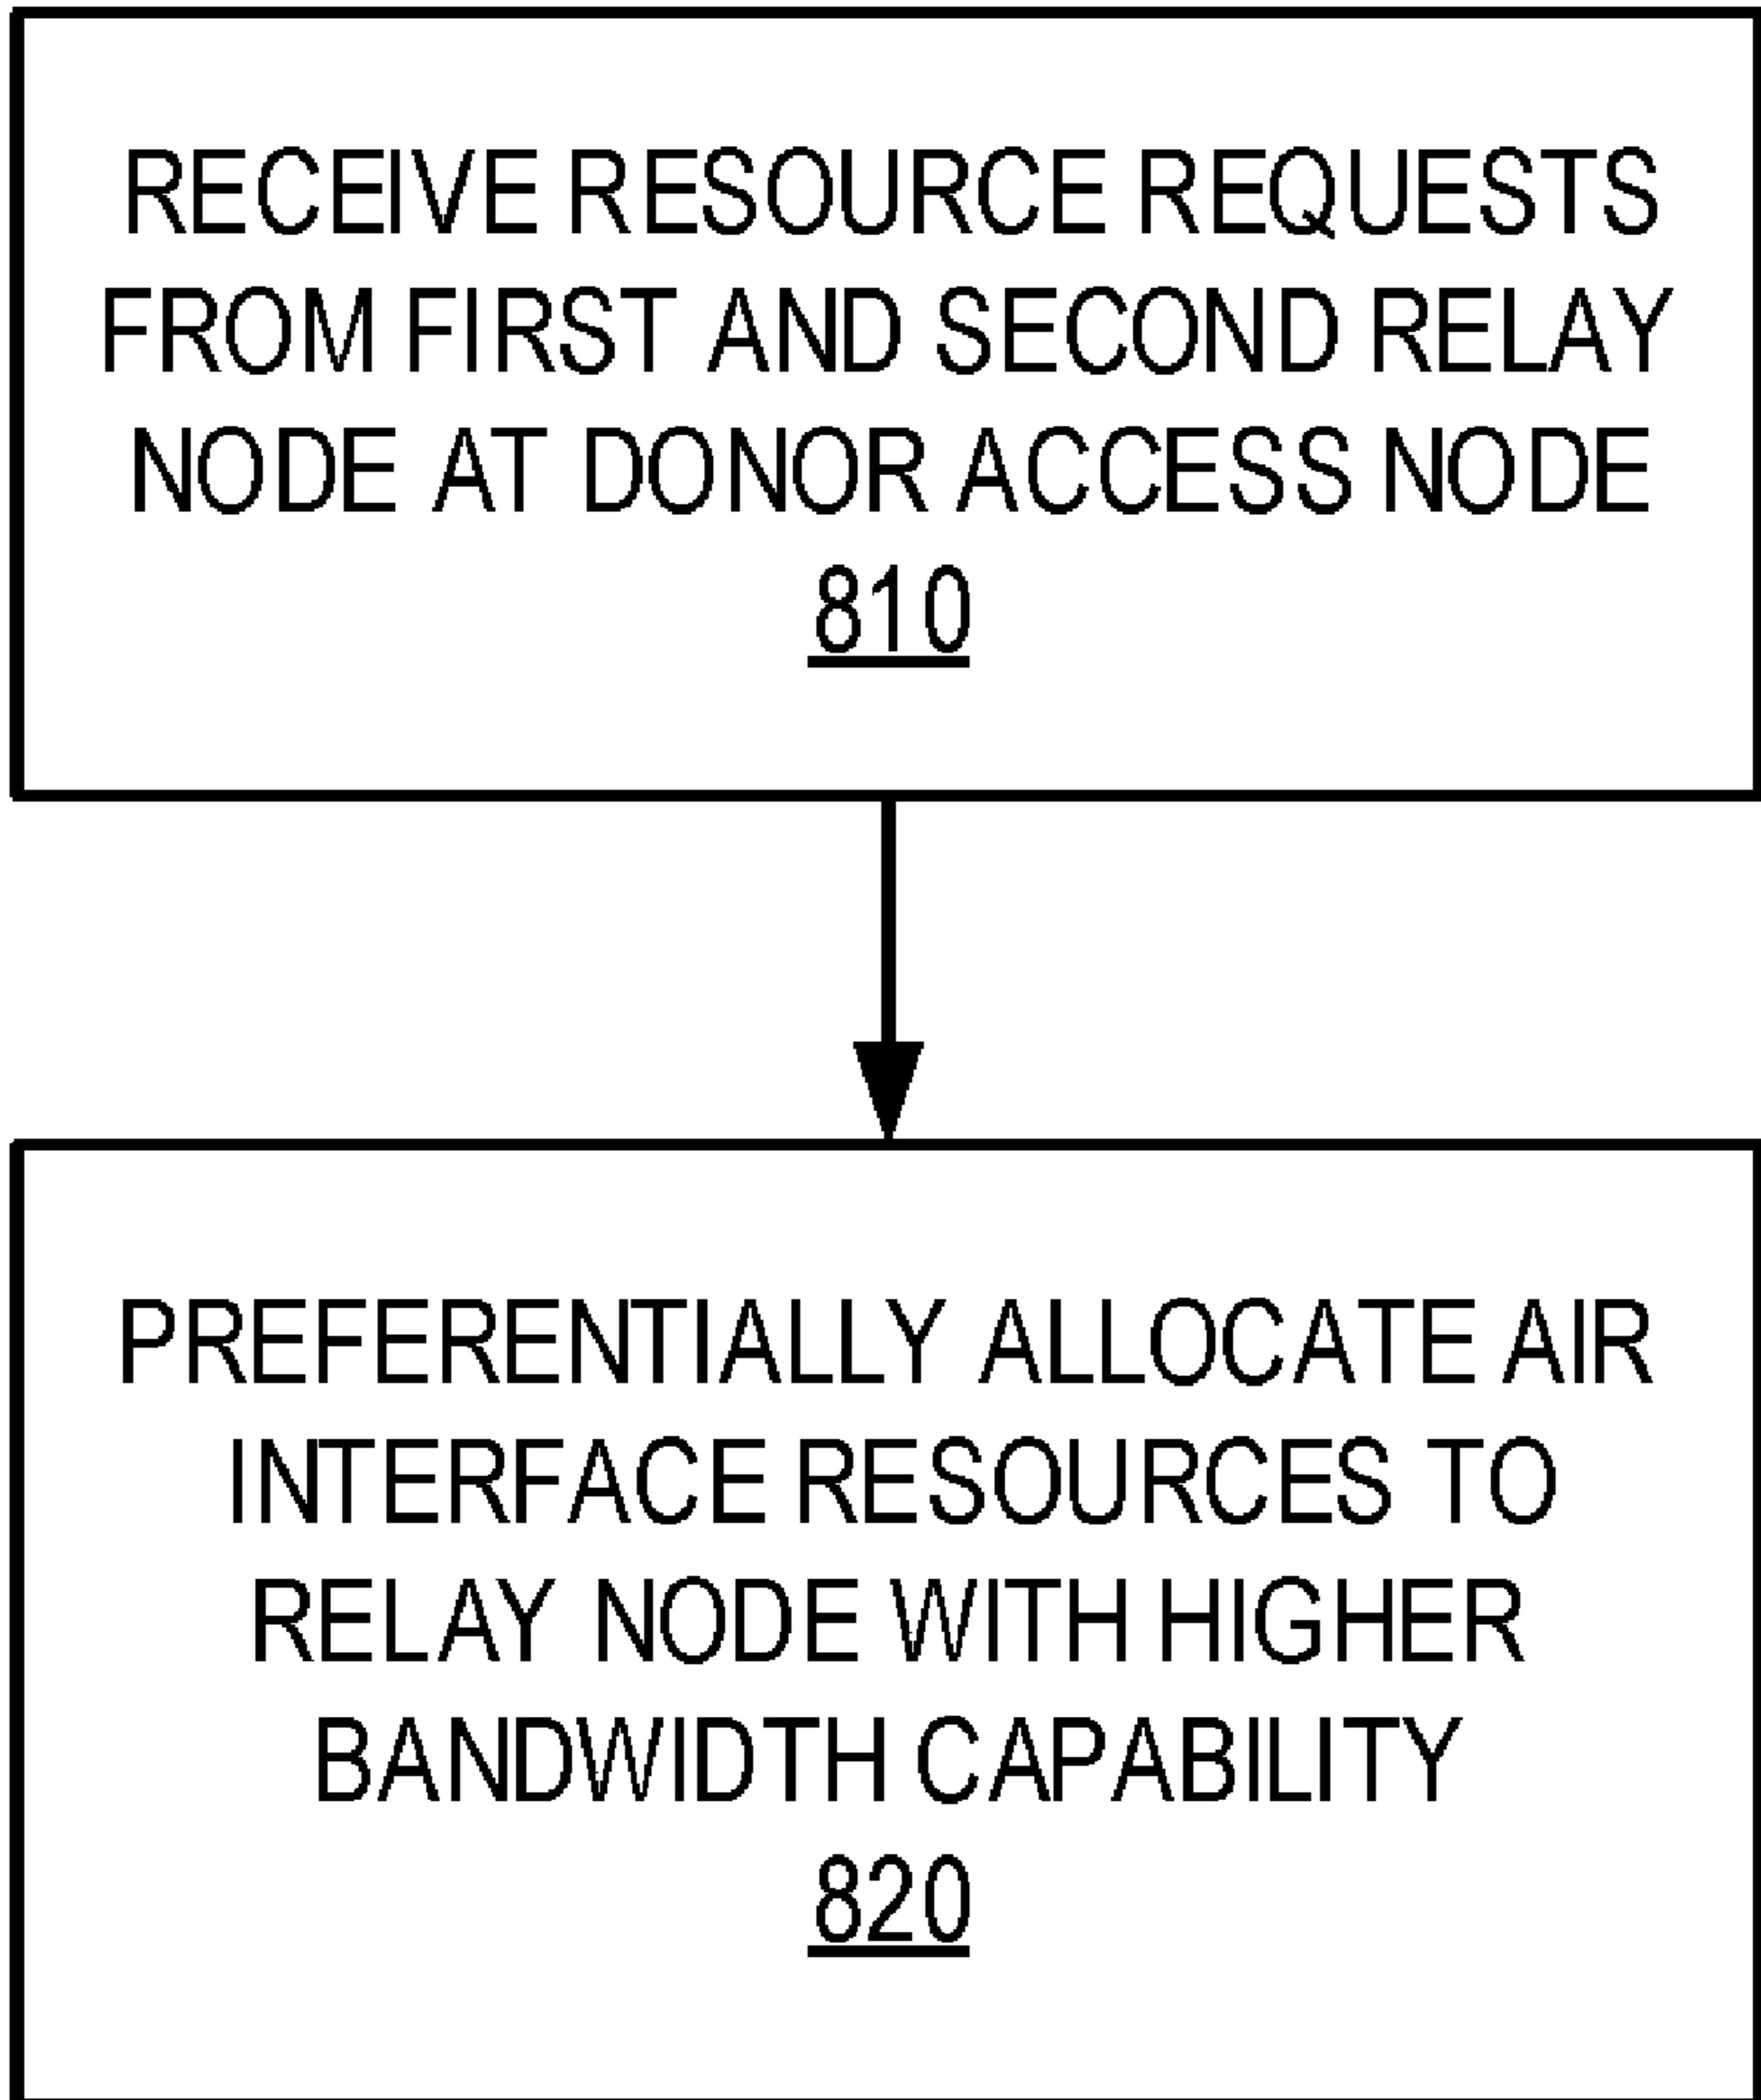 RECEIVE RESOURCE REQUESTS
FROM FIRST AND SECOND RELAY
NODE AT DONOR ACCESS NODE
810
PREFERENTIALLY ALLOCATE AIR
INTERFACE RESOURCES TO
RELAY NODE WITH HIGHER
BANDWIDTH CAPABILITY
820